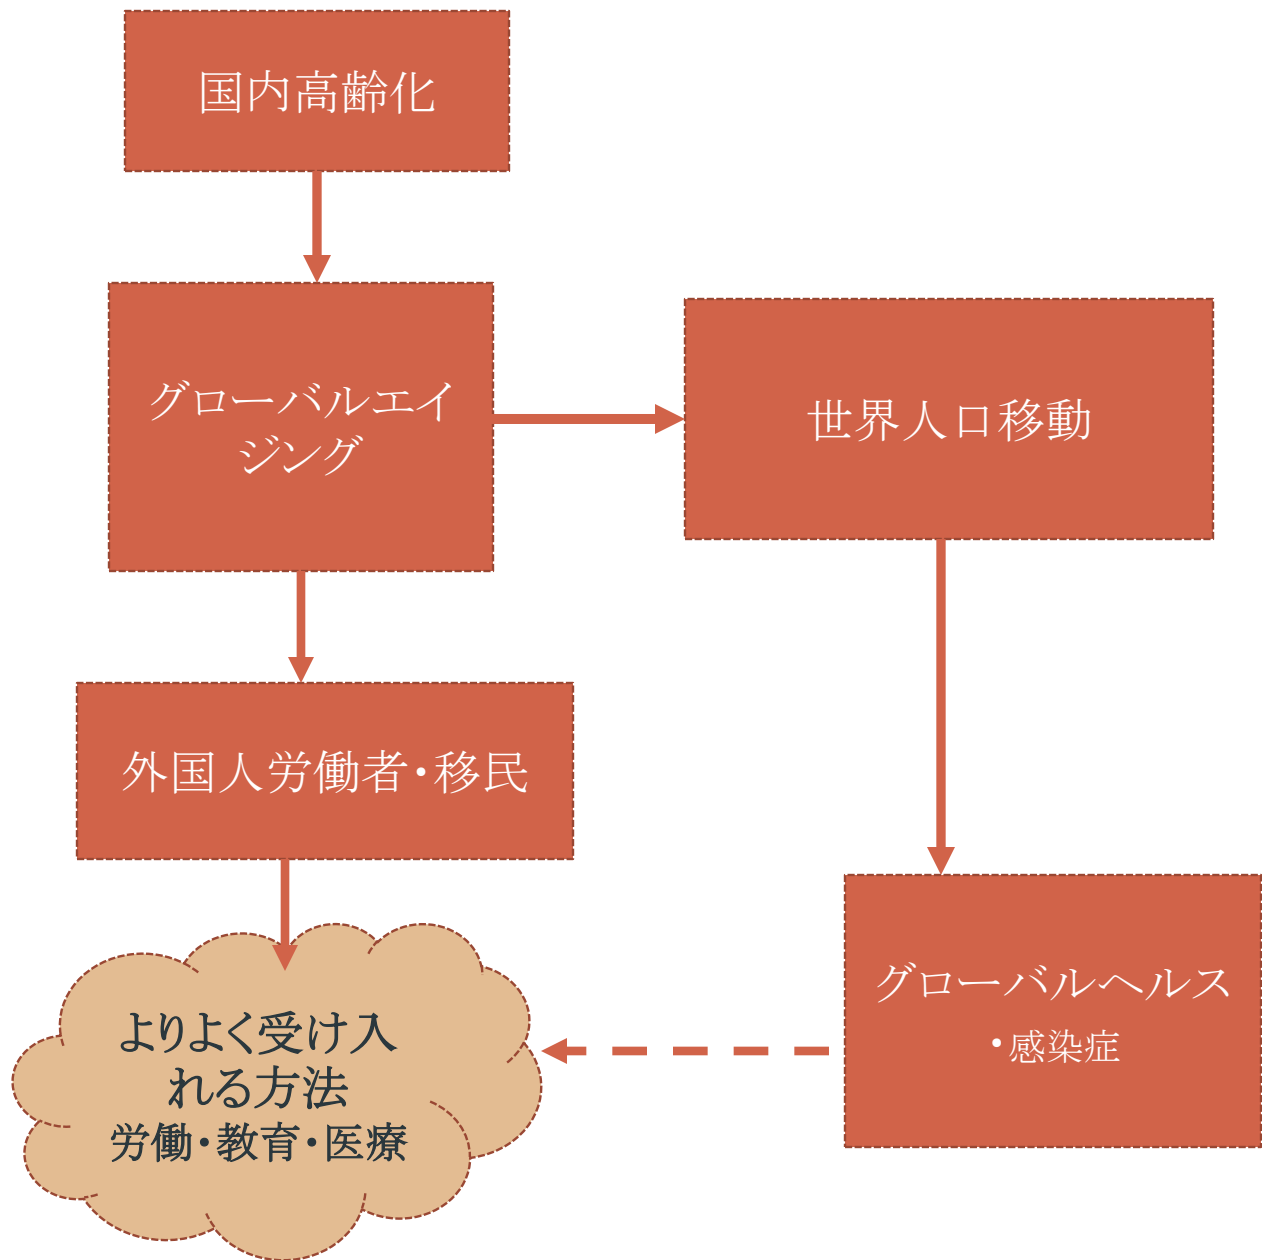 国内高齢化
グローバルエイ
ジング
世界人口移動
外国人労働者・移民
グローバルヘルス
・感染症
よりよく受け入
れる方法
労働・教育・医療